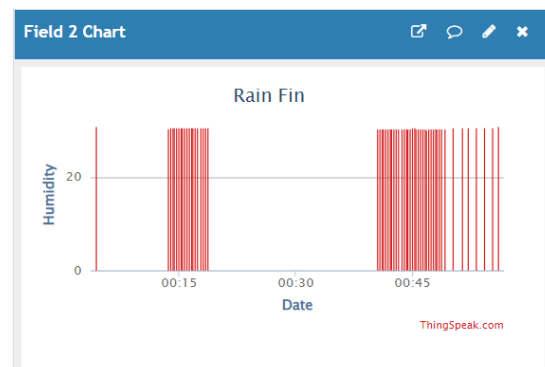 Field 2 Chart
Rain Fin
Humidity
20
0
00:15 00:30 00:45
Date
ThingSpeak.com